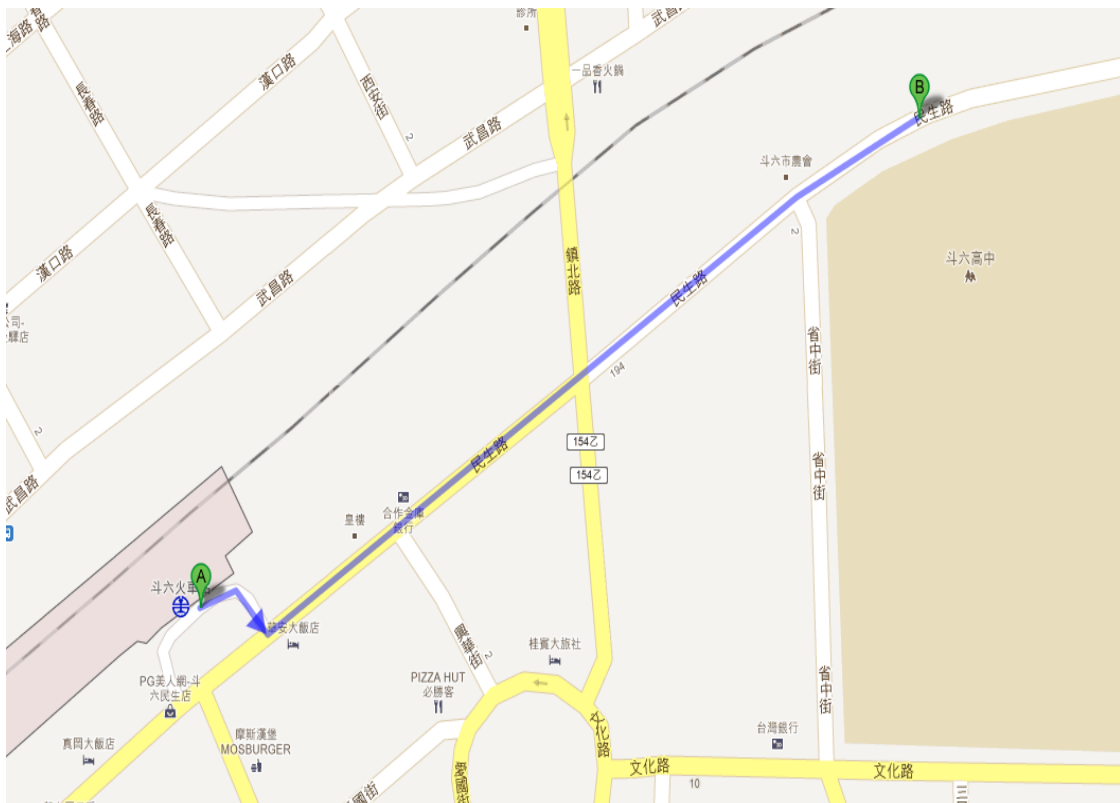 診所
一品香火鍋
武昌路
海路
漢口路
長春路
西安街
2
武昌路
B
民生路
斗六市農會
長春路
鎮北路
2
斗六高中
漢口路
武昌路
民生路
公司-
驛店
194
省中街
2
154乙
武昌路
民生路
154乙
省中街
合作金庫
銀行
皇樓
斗六火車
A
大飯店
興華街
2
桂賓大旅社
PG美人網-斗
六民生店
PIZZA HUT
必勝客
省中街
真岡大飯店
摩斯漢堡
MOSBURGER
文化路
台灣銀行
文化路
文化路
10
國街